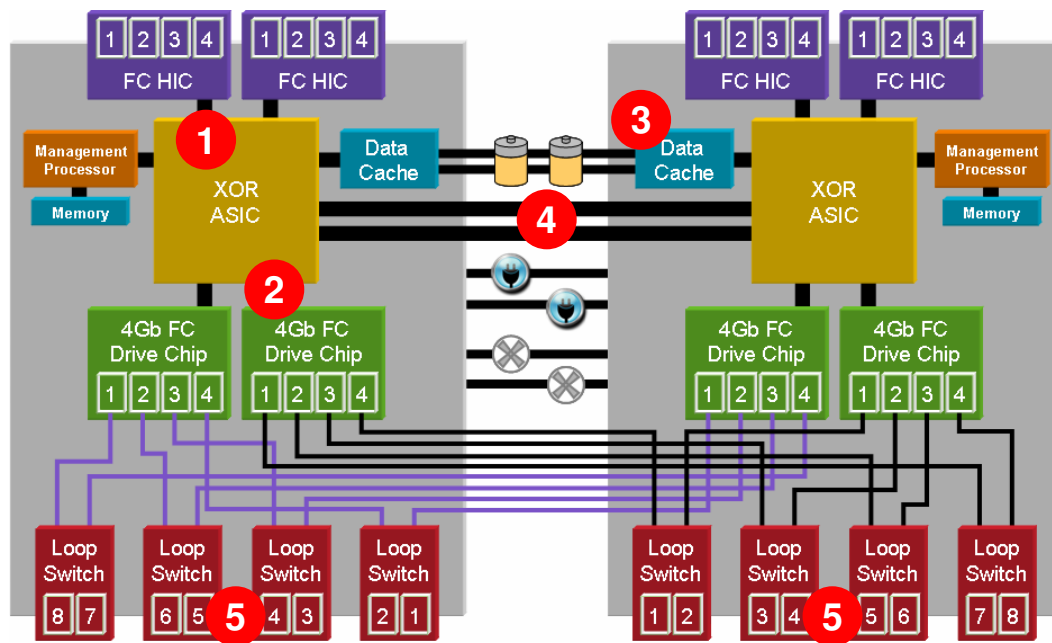 1 2 3 4
FC HIC
1 2 3 4
FC HIC
1 2 3 4
FC HIC
1 2 3 4
FC HIC
1
3
Management
Processor
Memory
XOR
ASIC
Data
Cache
Data
Cache
XOR
ASIC
Management
Processor
Memory
4
2
4Gb FC
Drive Chip
1 2 3 4
4Gb FC
Drive Chip
1 2 3 4
4Gb FC
Drive Chip
1 2 3 4
4Gb FC
Drive Chip
1 2 3 4
Loop
Switch
8 7
Loop
Switch
6 5
5
Loop
Switch
4 3
Loop
Switch
2 1
Loop
Switch
1 2
Loop
Switch
3 4
5
Loop
Switch
5 6
Loop
Switch
7 8